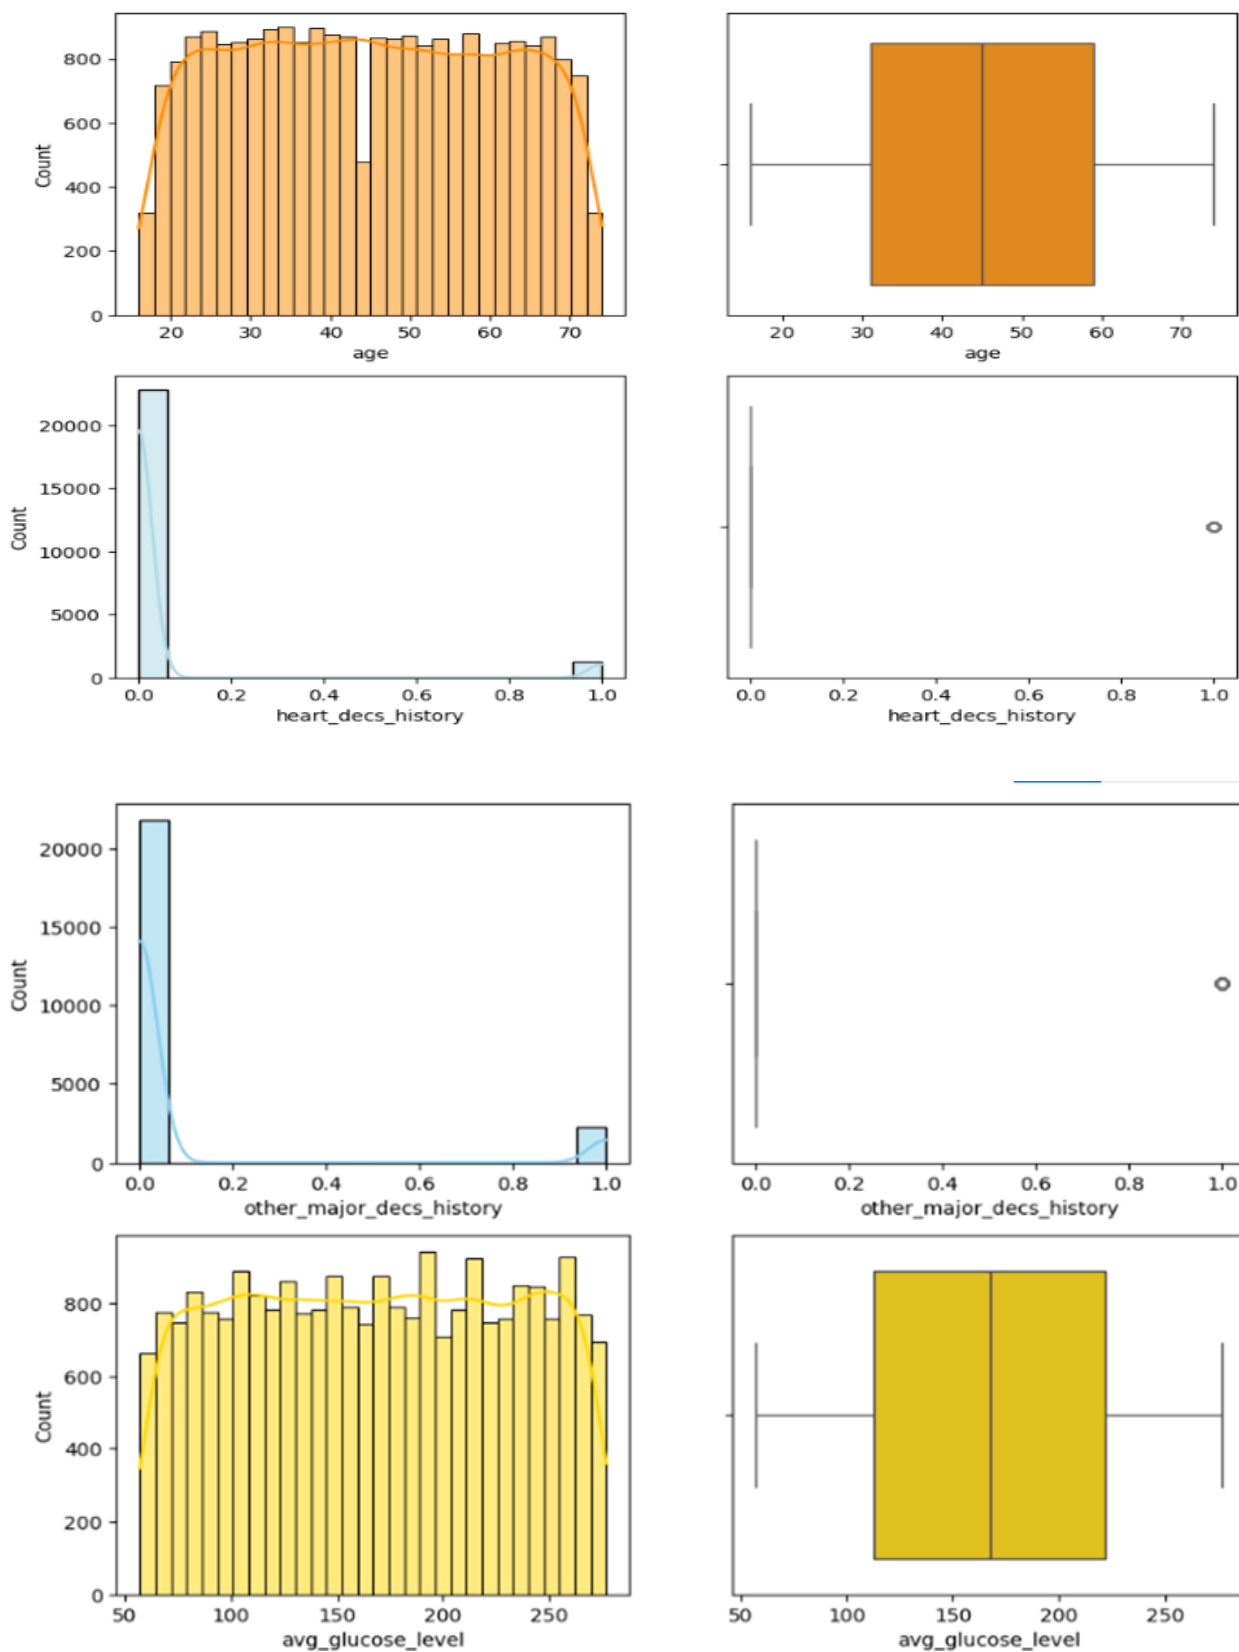 800
600
400
200
0
Count
20 30 40 50 60 70
age
20 30 40 50 60 70
age
20000
15000
10000
5000
0
Count
0.0 0.2 0.4 0.6 0.8 1.0
heart_decs_history
0.0 0.2 0.4 0.6 0.8 1.0
heart_decs_history
20000
15000
10000
5000
0
Count
0.0 0.2 0.4 0.6 0.8 1.0
other_major_decs_history
0.0 0.2 0.4 0.6 0.8 1.0
other_major_decs_history
800
600
400
200
0
Count
50 100 150 200 250
avg_glucose_level
50 100 150 200 250
avg_glucose_level